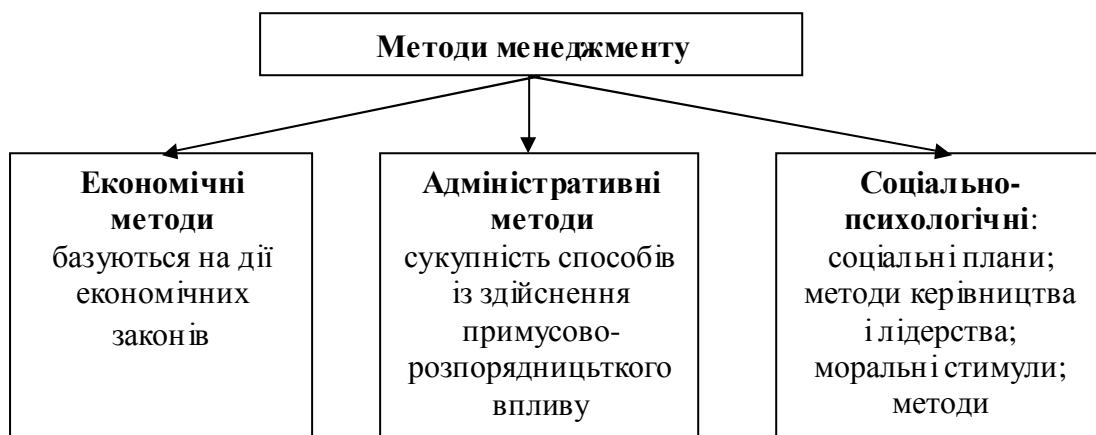 Методи менеджменту
Економічні
методи
базуються на дії
економічних
законів
Адміністративні
методи
сукупність способів
із здійснення
примусово-
розпорядницьткого
впливу
Соціально-
психологічні:
соціальні плани;
методи керівництва
і лідерства;
моральні стимули;
методи